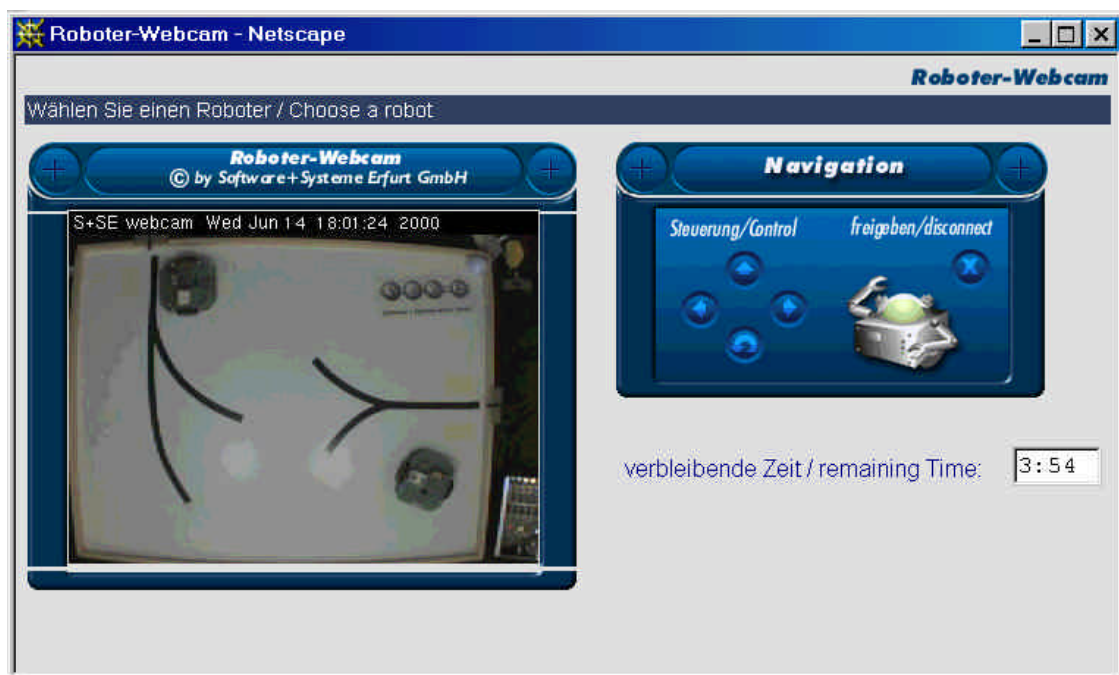 Roboter-Webcam - Netscape
Roboter-Webcam
Wählen Sie einen Roboter / Choose a robot
Roboter-Webcam
© by Software+Systeme Erfurt GmbH
S+SE webcam Wed Jun 14 18:01:24 2000
Navigation
Steuerung/Control
freigeben/disconnect
verbleibende Zeit / remaining Time:
3:54